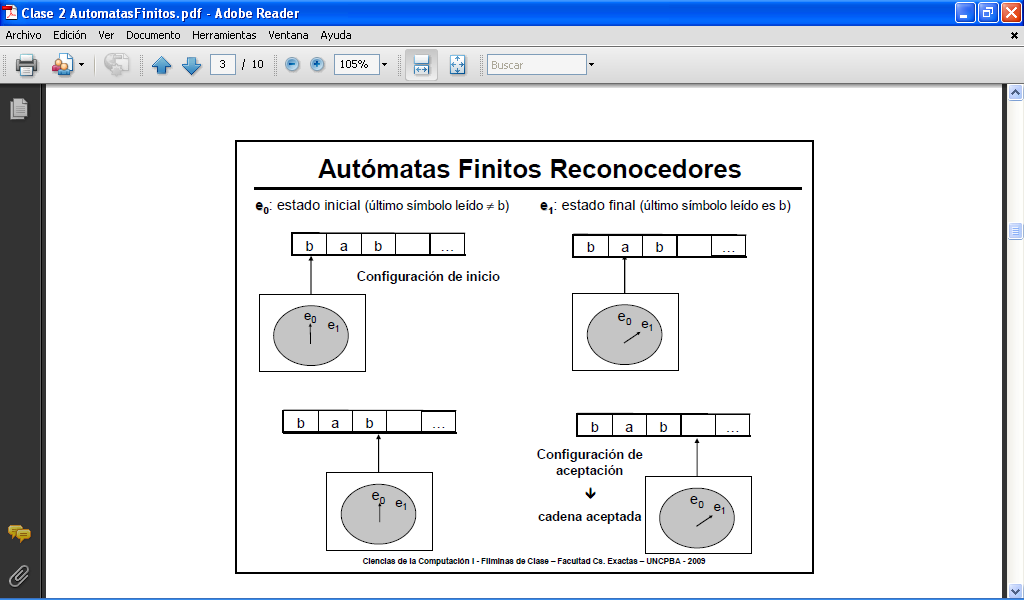 Clase 2 AutomatasFinitos.pdf - Adobe Reader
Archivo Edición Ver Documento Herramientas Ventana Ayuda
3 / 10 105% Buscar
Autómatas Finitos Reconocedores
e0: estado inicial (último símbolo leído ≠ b)
e1: estado final (último símbolo leído es b)
b a b ...
Configuración de inicio
e0 e1
b a b ...
e0 e1
b a b ...
e0 e1
b a b ...
Configuración de
aceptación
cadena aceptada
e0 e1
Ciencias de la Computación I - Filminas de Clase – Facultad Cs. Exactas – UNCPBA - 2009